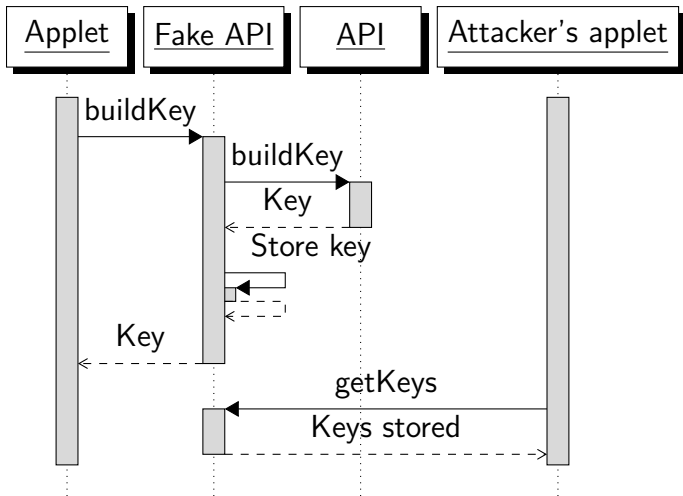 Applet
Fake API
API
Attacker's applet
buildKey
buildKey
Key
Store key
Key
getKeys
Keys stored